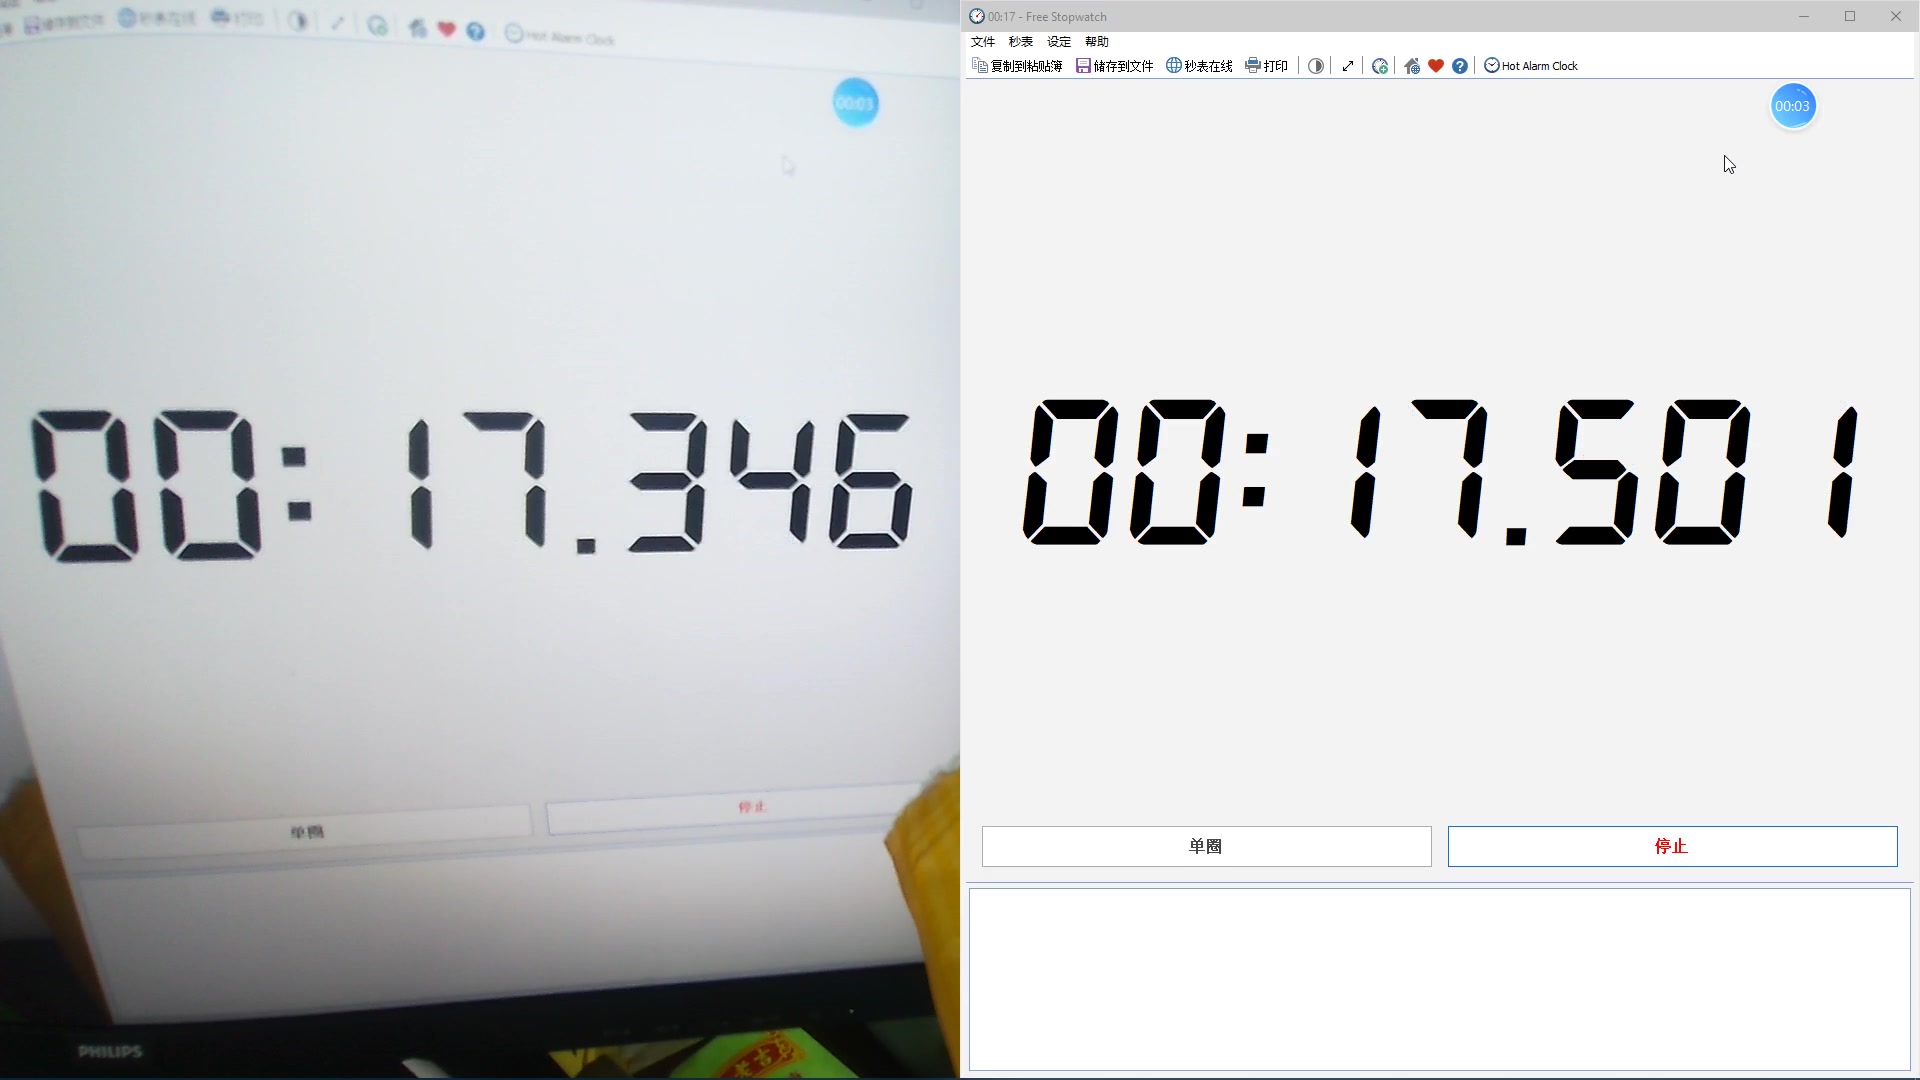 储存到文件 秒表在线 打印 Hot Alarm Clock
00:03
00:17.346
单圈 停止
PHILIPS
00:17 - Free Stopwatch
文件 秒表 设定 帮助
复制到粘贴簿 储存到文件 秒表在线 打印 Hot Alarm Clock
00:03
00:17.501
单圈 停止